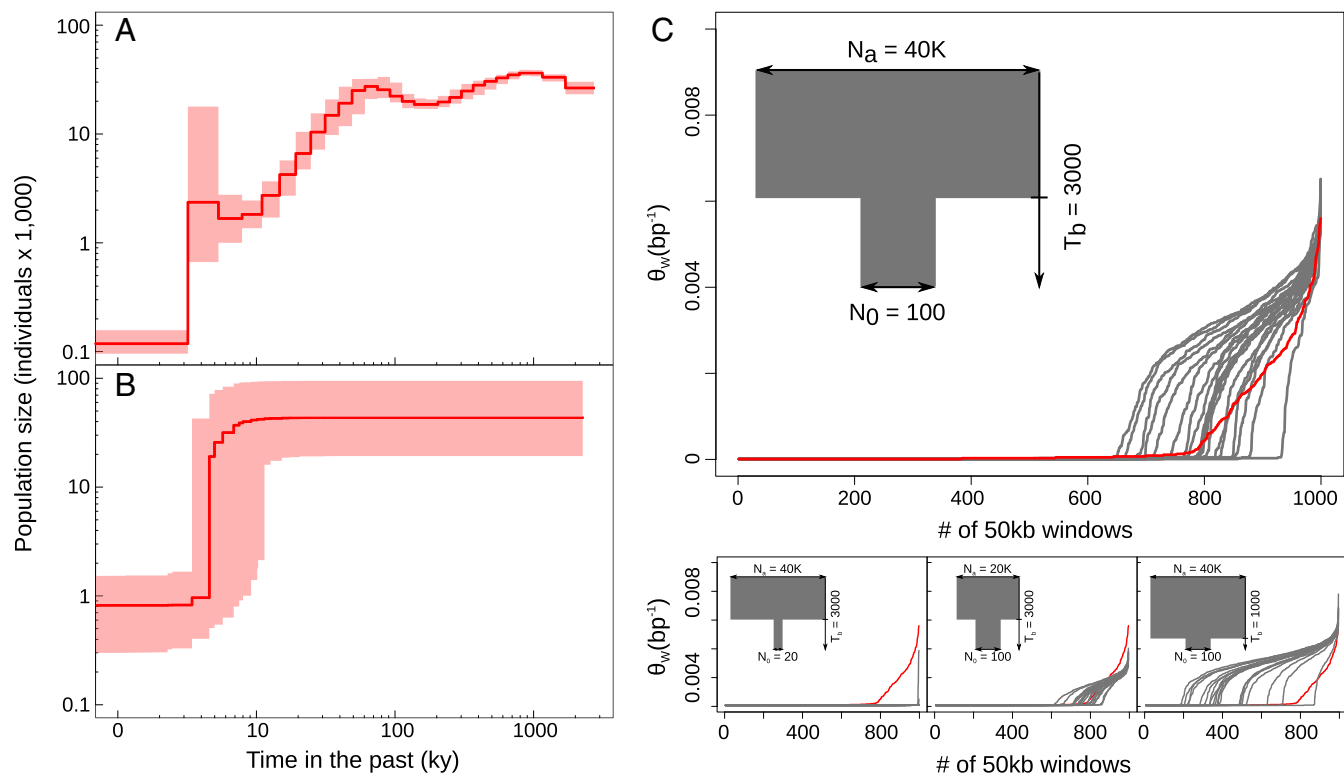 A
100
10
1
0.1
B
100
10
1
0.1
0
10
100
1000
Time in the past (ky)
Population size (individuals x 1,000)
C
Na = 40K
Tb = 3000
N0 = 100
0.008
0.004
0
θw(bp-1)
0
200
400
600
800
1000
# of 50kb windows
Na = 40K
Tb = 3000
N0 = 20
Na = 20K
Tb = 3000
N0 = 100
Na = 40K
Tb = 1000
N0 = 100
0.008
0.004
θw(bp-1)
0
400
800
0
400
800
0
400
800
# of 50kb windows